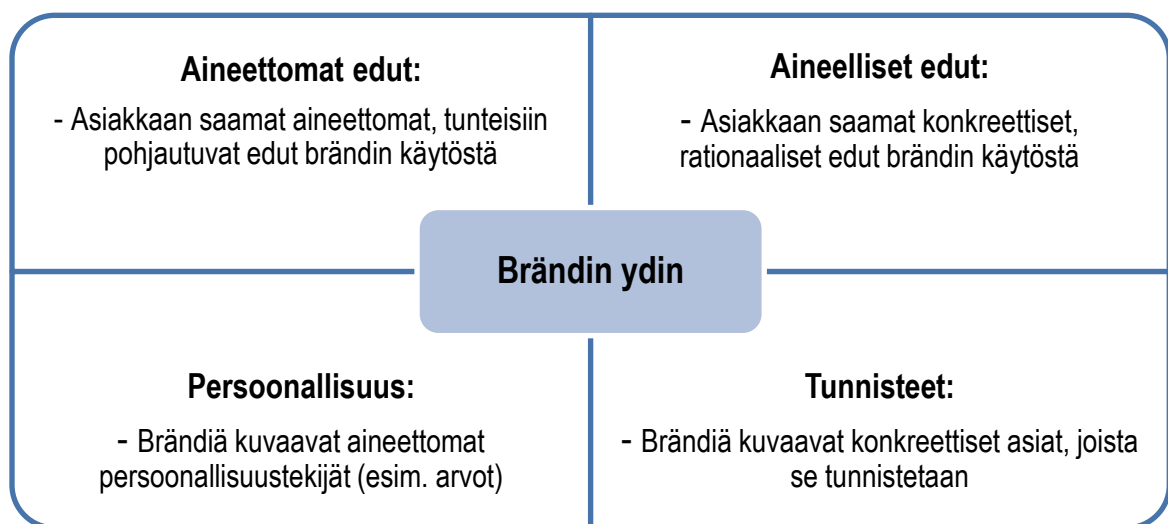 Aineettomat edut:
- Asiakkaan saamat aineettomat, tunteisiin
pohjautuvat edut brändin käytöstä
Aineelliset edut:
- Asiakkaan saamat konkreettiset,
rationaaliset edut brändin käytöstä
Brändin ydin
Persoonallisuus:
- Brändiä kuvaavat aineettomat
persoonallisuustekijät (esim. arvot)
Tunnisteet:
- Brändiä kuvaavat konkreettiset asiat, joista
se tunnistetaan